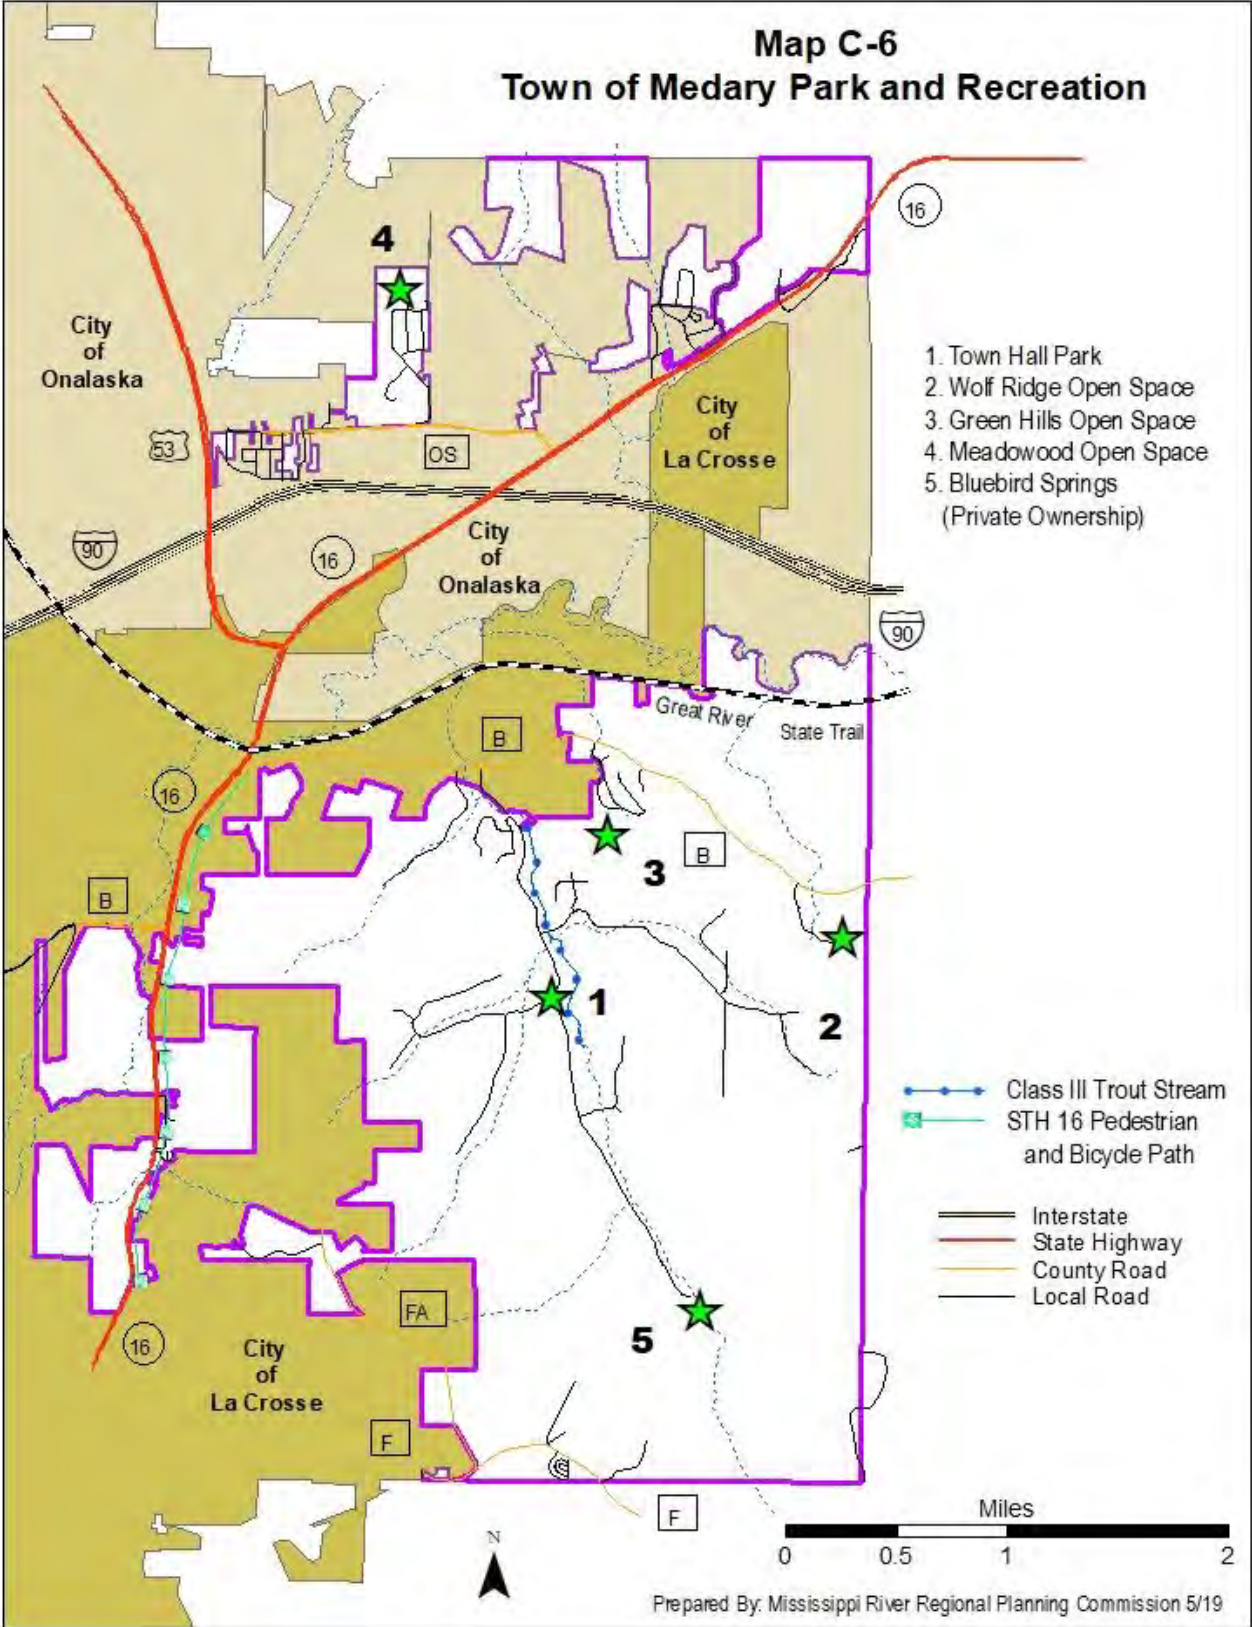 Map C-6
Town of Medary Park and Recreation
16
4
City
of
Onalaska
1. Town Hall Park
2. Wolf Ridge Open Space
3. Green Hills Open Space
4. Meadowood Open Space
5. Bluebird Springs
(Private Ownership)
City
of
La Crosse
53
OS
90
16
City
of
Onalaska
90
Great River
State Trail
B
16
3
B
B
1
2
Class III Trout Stream
STH 16 Pedestrian
and Bicycle Path
Interstate
State Highway
County Road
Local Road
FA
5
16
City
of
La Crosse
F
F
Miles
0 0.5 1 2
N
Prepared By: Mississippi River Regional Planning Commission 5/19